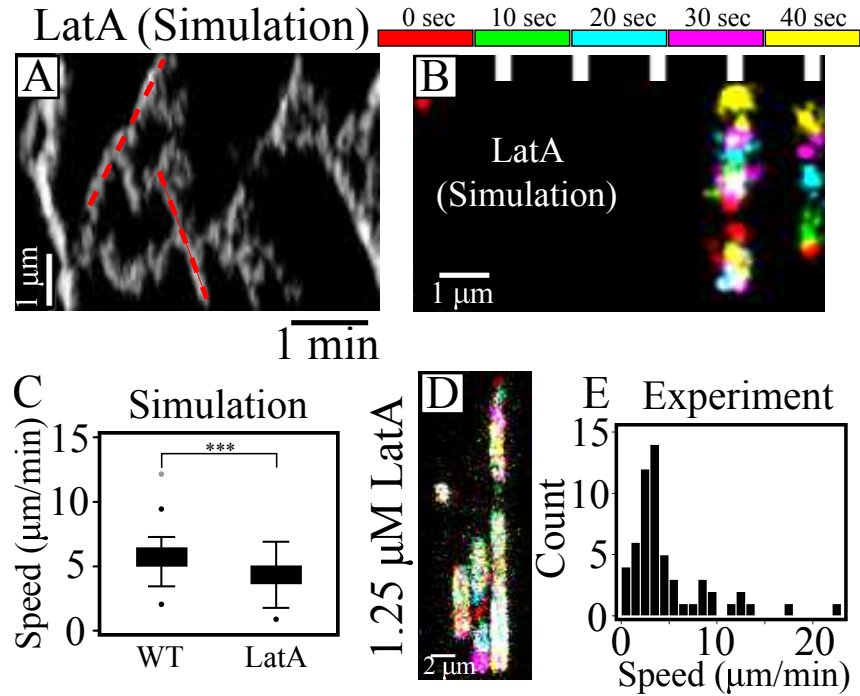 LatA (Simulation)
0 sec 10 sec 20 sec 30 sec 40 sec
A
1 μm
1 min
B
LatA
(Simulation)
1 μm
C
Simulation
Speed (μm/min)
15
10
5
0
***
WT LatA
D
1.25 μM LatA
2 μm
E
Experiment
Count
15
10
5
0
0 10 20
Speed (μm/min)